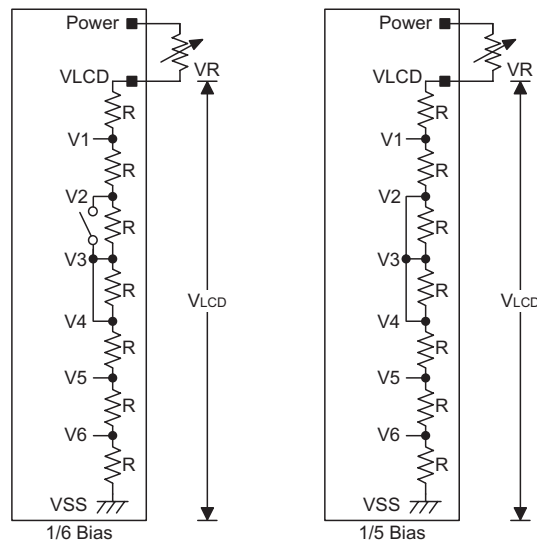 Power
VR
VLCD
R
V1
R
V2
R
V3
R
VLCD
V4
R
V5
R
V6
R
VSS
1/6 Bias
Power
VR
VLCD
R
V1
R
V2
R
V3
R
VLCD
V4
R
V5
R
V6
R
VSS
1/5 Bias